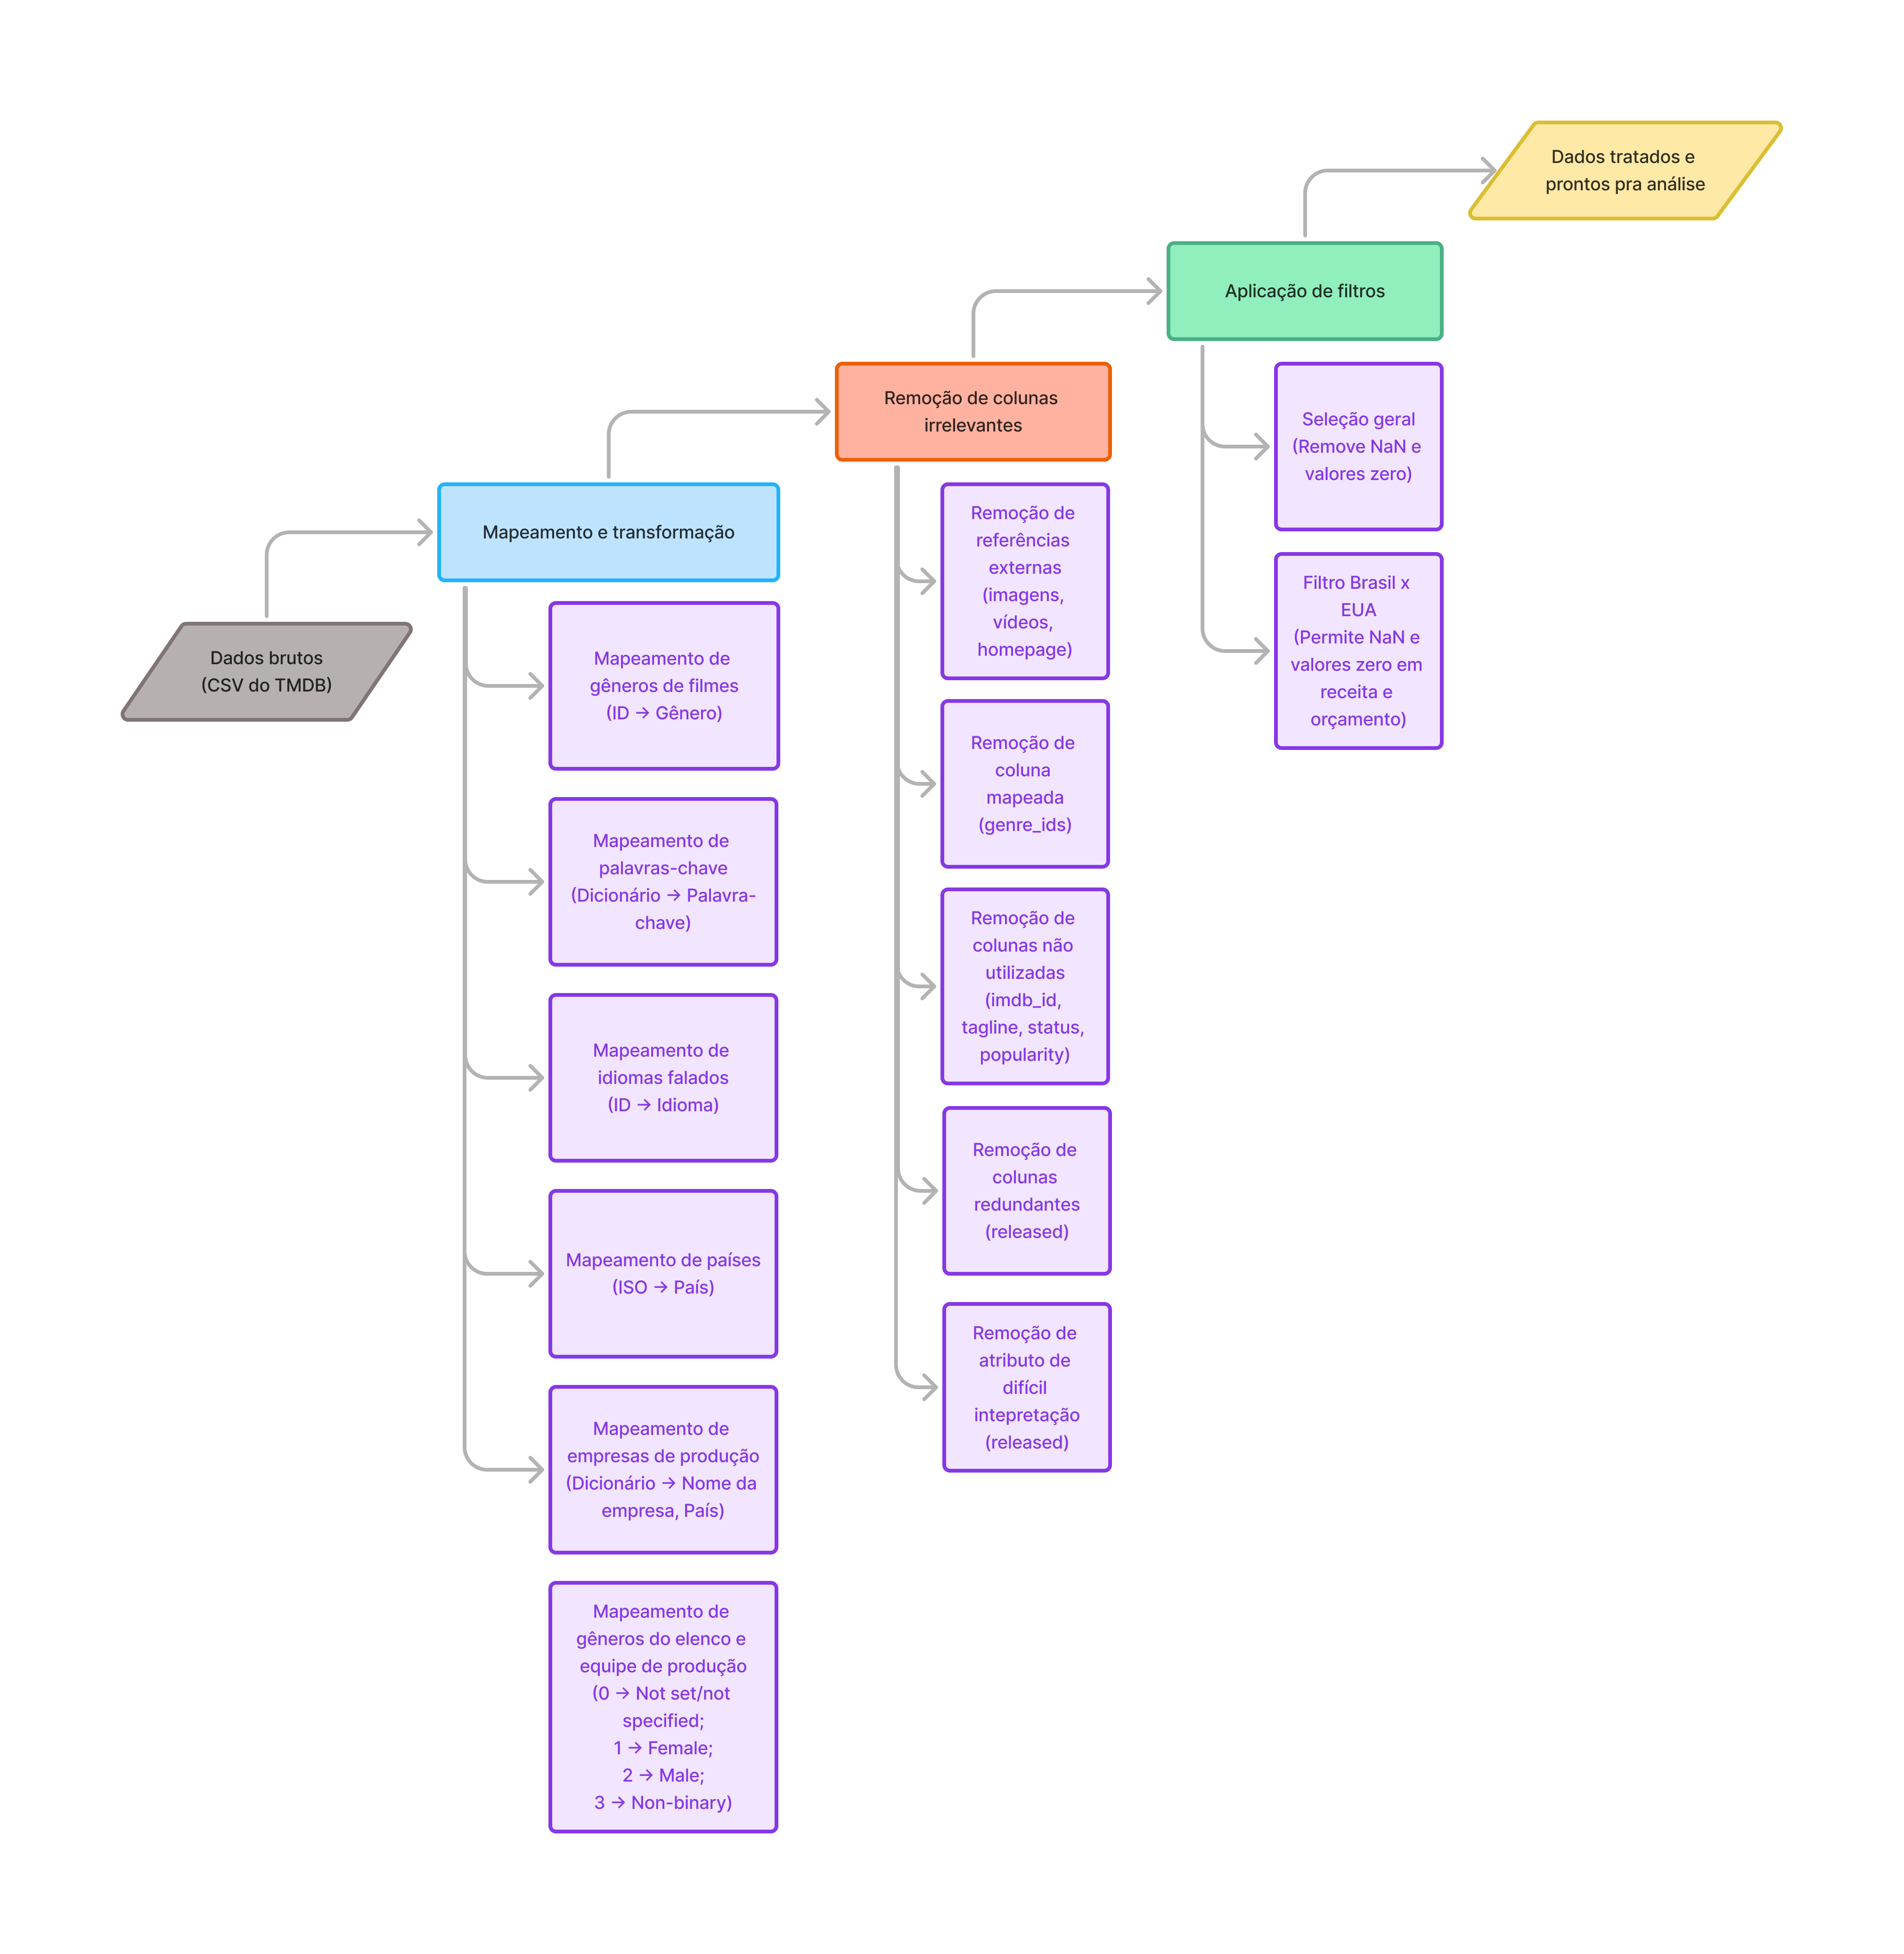 Dados brutos
(CSV do TMDB)
Mapeamento e transformação
Mapeamento de
gêneros de filmes
(ID → Gênero)
Mapeamento de
palavras-chave
(Dicionário → Palavra-
chave)
Mapeamento de
idiomas falados
(ID → Idioma)
Mapeamento de países
(ISO → País)
Mapeamento de
empresas de produção
(Dicionário → Nome da
empresa, País)
Mapeamento de
gêneros do elenco e
equipe de produção
(0 → Not set/not
specified;
1 → Female;
2 → Male;
3 → Non-binary)
Remoção de colunas
irrelevantes
Remoção de
referências
externas
(imagens,
vídeos,
homepage)
Remoção de
coluna
mapeada
(genre_ids)
Remoção de
colunas não
utilizadas
(imdb_id,
tagline, status,
popularity)
Remoção de
colunas
redundantes
(released)
Remoção de
atributo de
difícil
intepretação
(released)
Aplicação de filtros
Seleção geral
(Remove NaN e
valores zero)
Filtro Brasil x
EUA
(Permite NaN e
valores zero em
receita e
orçamento)
Dados tratados e
prontos pra análise